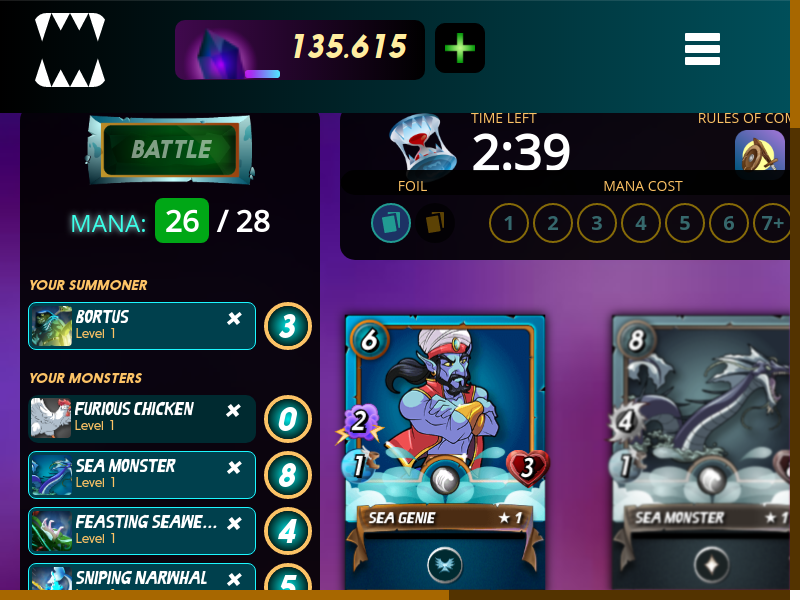 135.615
BATTLE
TIME LEFT
2:39
RULES OF COM
FOIL
MANA COST
1 2 3 4 5 6 7+
MANA: 26 / 28
YOUR SUMMONER
BORTUS
Level 1
3
YOUR MONSTERS
FURIOUS CHICKEN
Level 1
0
SEA MONSTER
Level 1
8
FEASTING SEAWE...
Level 1
4
SNIPING NARWHAL
5
6
2
1
3
SEA GENIE ★ 1
8
4
1
SEA MONSTER ★ 1